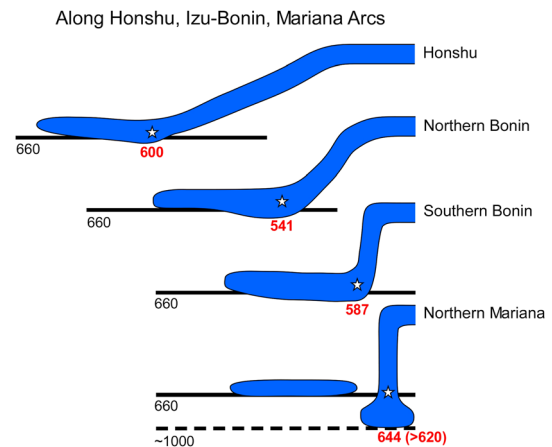 Along Honshu, Izu-Bonin, Mariana Arcs
Honshu
660
600
Northern Bonin
660
541
Southern Bonin
660
587
Northern Mariana
660
~1000
644 (>620)